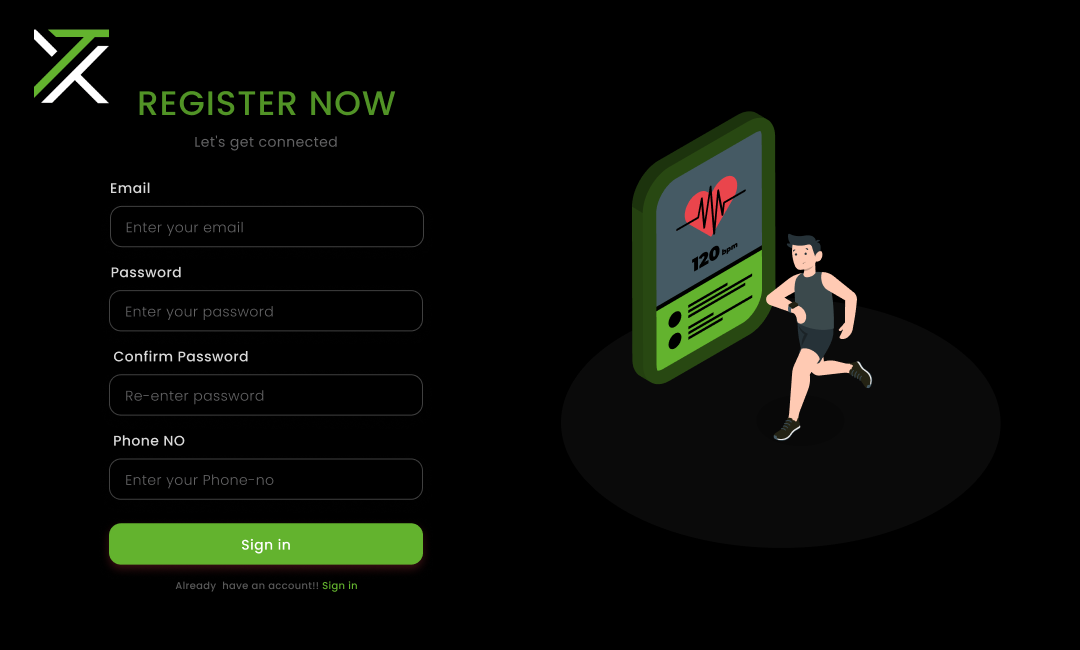 REGISTER NOW
Let's get connected
Email
Enter your email
Password
Enter your password
Confirm Password
Re-enter password
Phone NO
Enter your Phone-no
Sign in
Already have an account!! Sign in
120 bpm